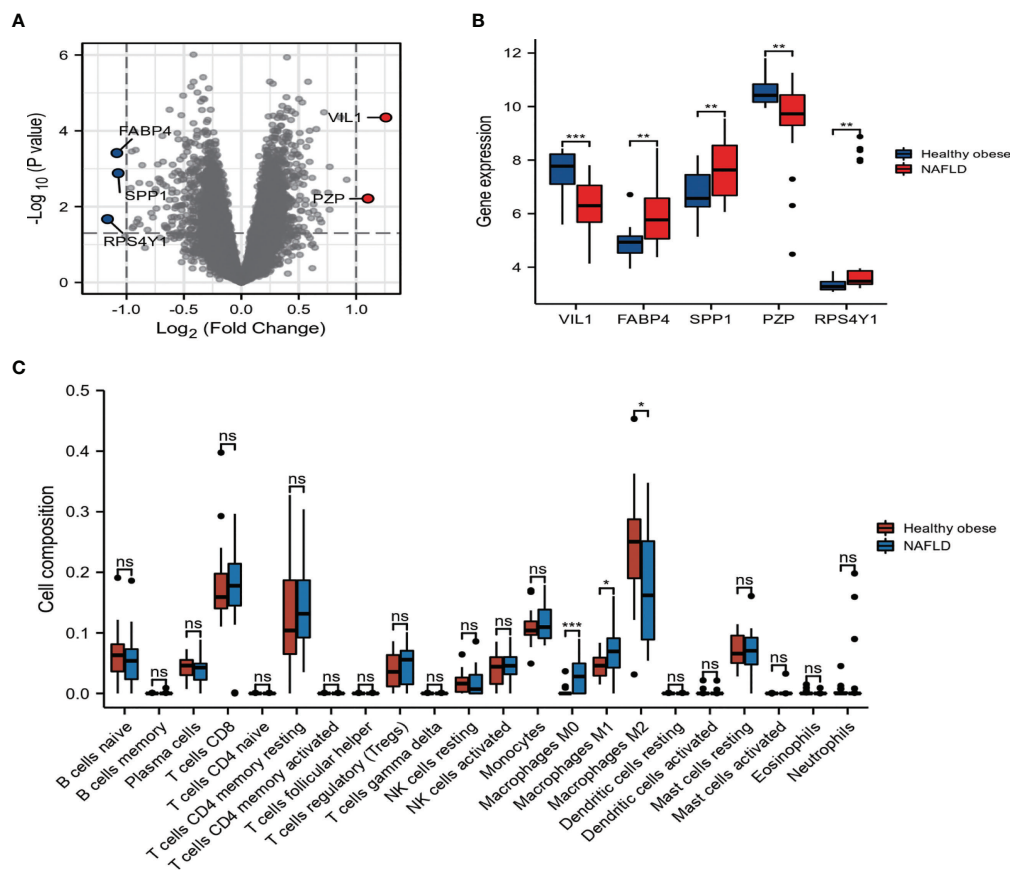 A
-Log10 (P value)
6
4
2
0
VIL1
FABP4
SPP1
PZP
RPS4Y1
-1.0
-0.5
0.0
0.5
1.0
Log2 (Fold Change)
B
Gene expression
12
10
8
6
4
***
**
**
**
**
VIL1
FABP4
SPP1
PZP
RPS4Y1
Healthy obese
NAFLD
C
Cell composition
0.5
0.4
0.3
0.2
0.1
0.0
ns
ns
ns
ns
ns
ns
ns
ns
ns
ns
ns
ns
ns
***
*
*
ns
ns
ns
ns
ns
ns
B cells naive
B cells memory
Plasma cells
T cells CD8
T cells CD4 naive
T cells CD4 memory resting
T cells CD4 memory activated
T cells follicular helper
T cells regulatory (Tregs)
T cells gamma delta
NK cells resting
NK cells activated
Monocytes
Macrophages M0
Macrophages M1
Macrophages M2
Dendritic cells resting
Dendritic cells activated
Mast cells resting
Mast cells activated
Eosinophils
Neutrophils
Healthy obese
NAFLD